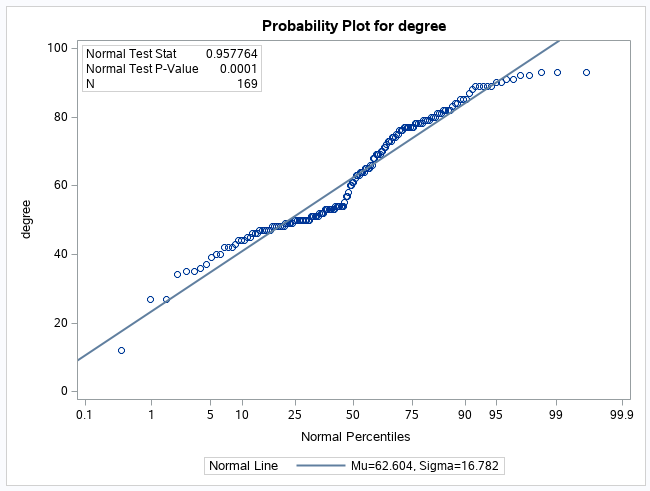 Probability Plot for degree
Normal Test Stat 0.957764
Normal Test P-Value 0.0001
N 169
100
80
60
40
20
0
degree
0.1 1 5 10 25 50 75 90 95 99 99.9
Normal Percentiles
Normal Line Mu=62.604, Sigma=16.782